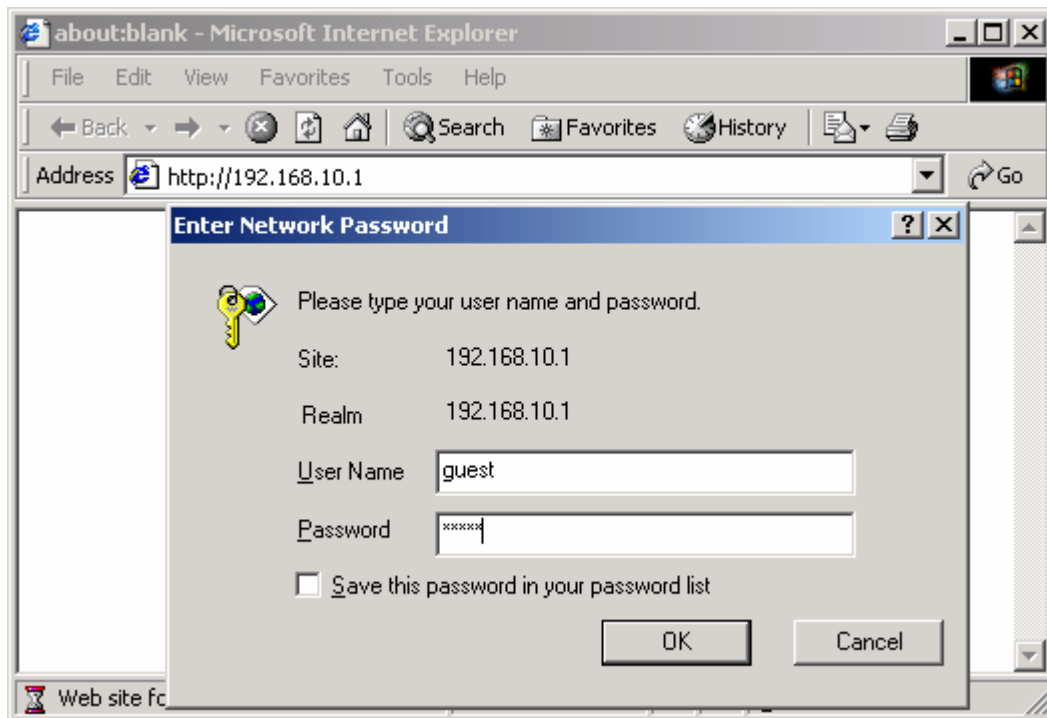 about:blank - Microsoft Internet Explorer
File Edit View Favorites Tools Help
Back Search Favorites History
Address http://192.168.10.1 Go
Enter Network Password
Please type your user name and password.
Site: 192.168.10.1
Realm 192.168.10.1
User Name guest
Password *****
Save this password in your password list
OK Cancel
Web site